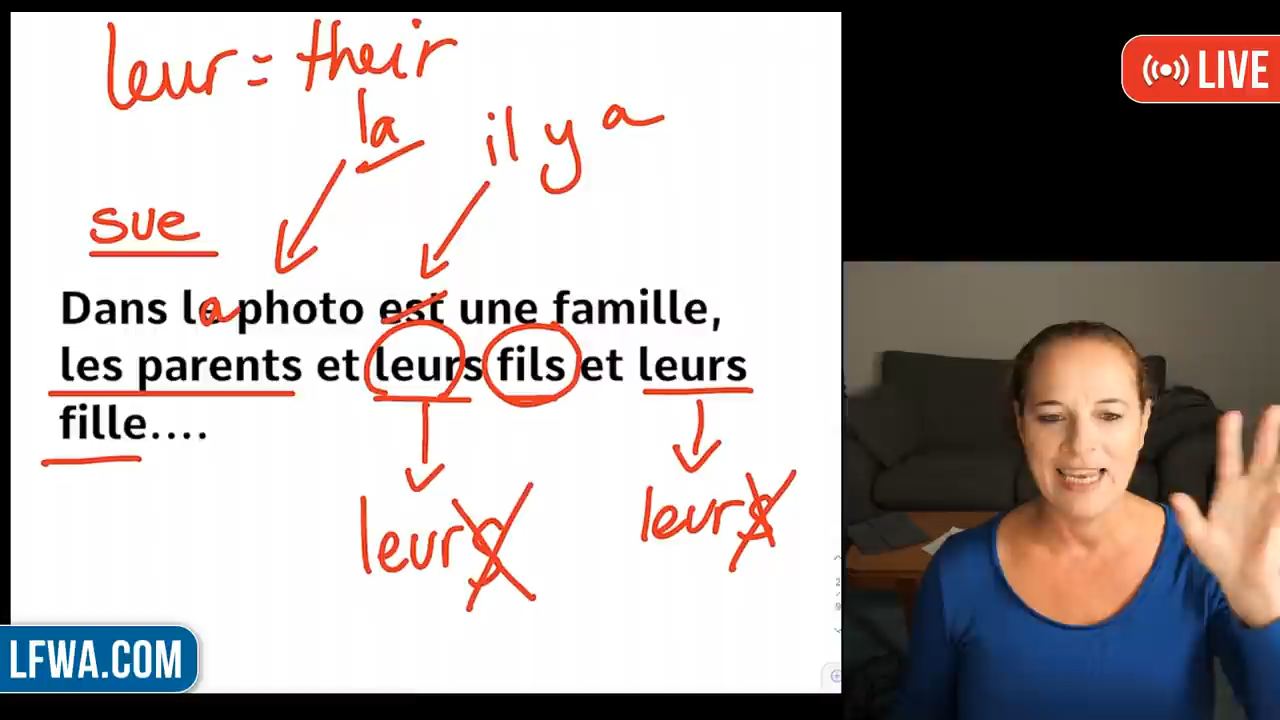 leur = their
la
il y a
LIVE
sue
Dans la photo est une famille,
les parents et leurs fils et leurs
fille....
leurs
leurs
LFWA.COM